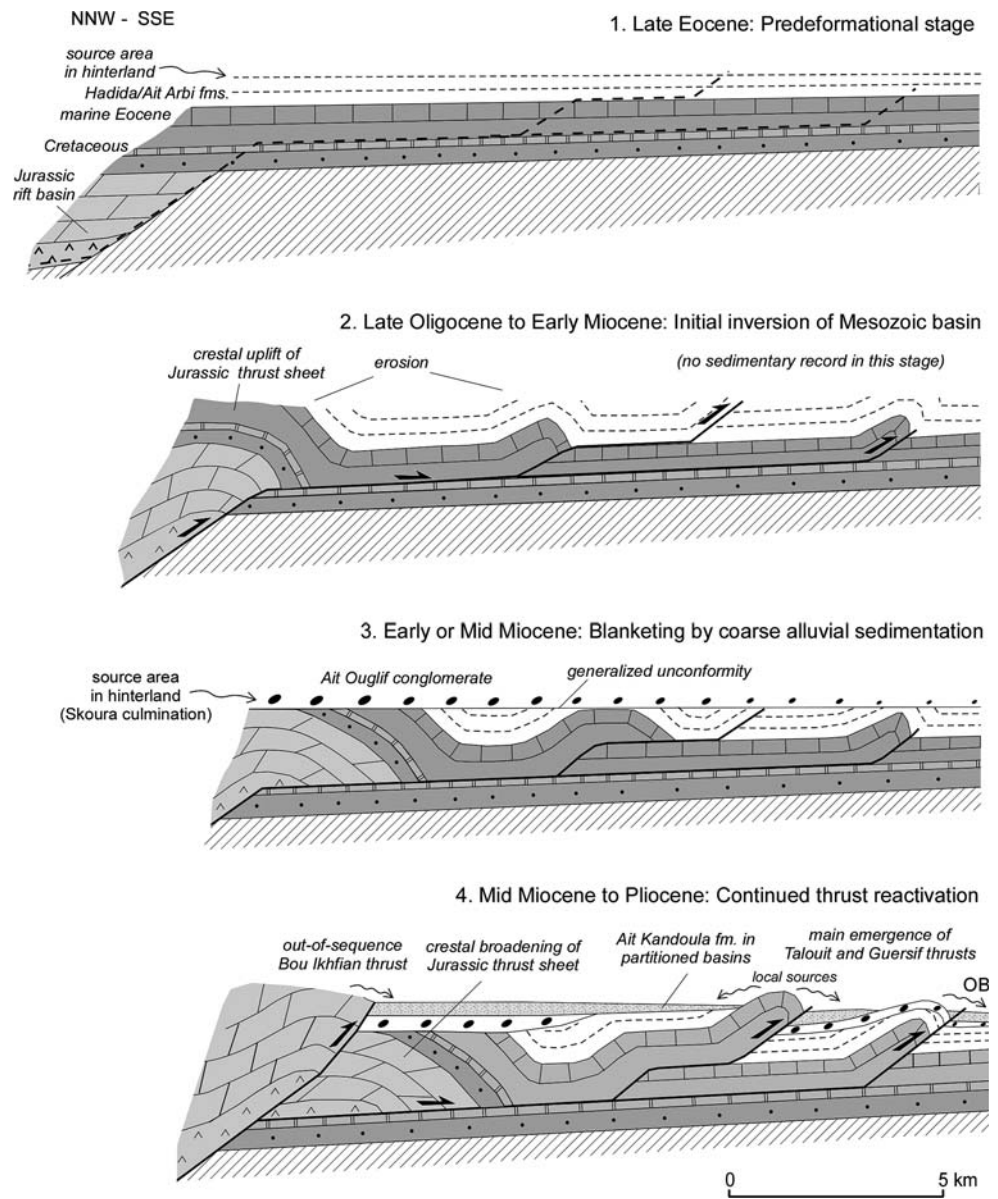 NNW - SSE
1. Late Eocene: Predeformational stage
source area
in hinterland
Hadida/Ait Arbi fms.
marine Eocene
Cretaceous
Jurassic
rift basin
2. Late Oligocene to Early Miocene: Initial inversion of Mesozoic basin
crestal uplift of
Jurassic thrust sheet
erosion
(no sedimentary record in this stage)
3. Early or Mid Miocene: Blanketing by coarse alluvial sedimentation
source area
in hinterland
(Skoura culmination)
Ait Ouglif conglomerate
generalized unconformity
4. Mid Miocene to Pliocene: Continued thrust reactivation
out-of-sequence
Bou Ikhfian thrust
crestal broadening of
Jurassic thrust sheet
Ait Kandoula fm. in
partitioned basins
main emergence of
Talouit and Guersif thrusts
local sources
OB
0 5 km